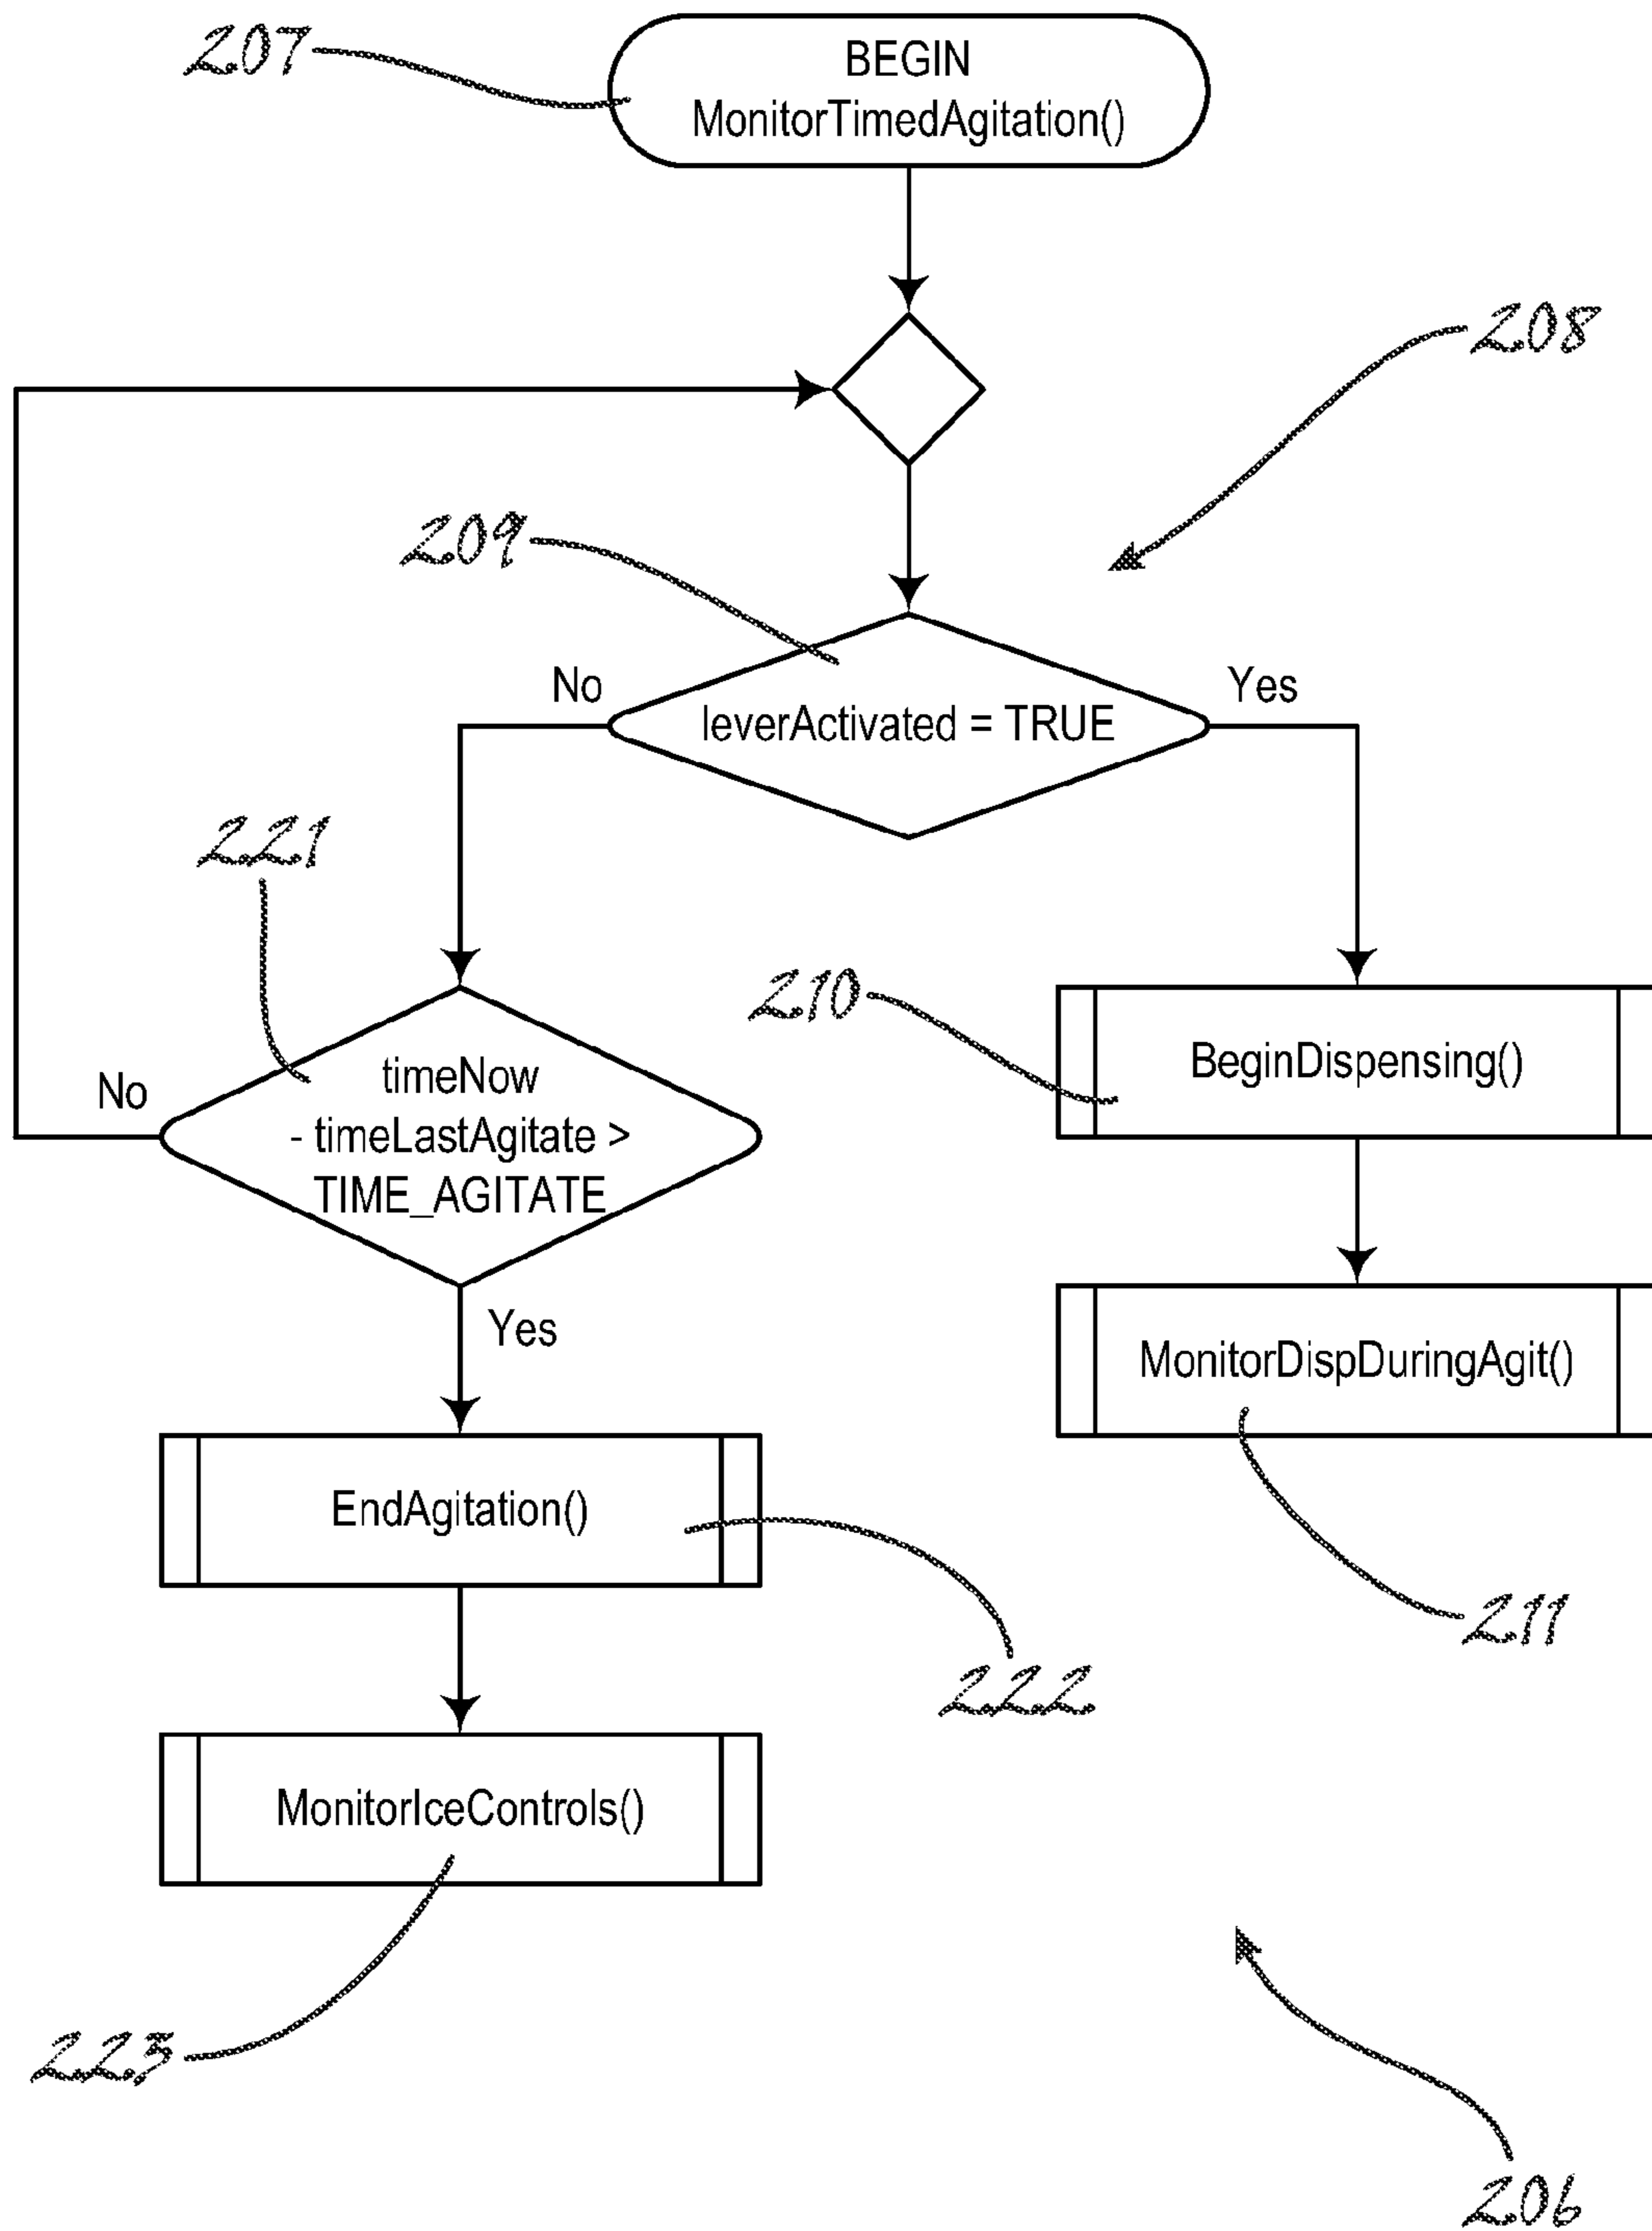 207
BEGIN
MonitorTimedAgitation()
208
209
No
leverActivated = TRUE
Yes
221
210
No
timeNow
- timeLastAgitate >
TIME_AGITATE
BeginDispensing()
Yes
MonitorDispDuringAgit()
EndAgitation()
211
222
MonitorIceControls()
223
206